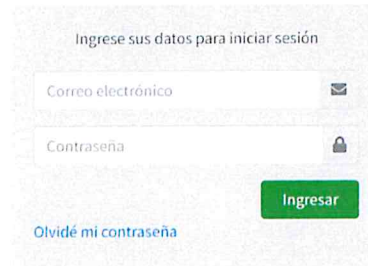 Ingrese sus datos para iniciar sesión
Correo electrónico
Contraseña
Ingresar
Olvidé mi contraseña